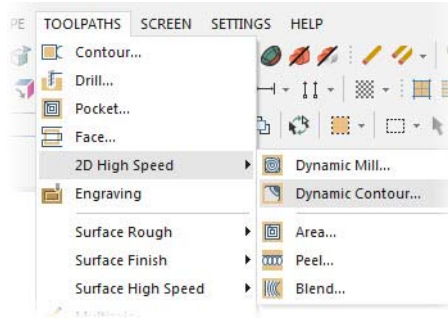 PE TOOLPATHS SCREEN SETTINGS HELP
Contour...
Drill...
Pocket...
Face...
2D High Speed
Dynamic Mill...
Engraving
Dynamic Contour...
Surface Rough
Area...
Surface Finish
Peel...
Surface High Speed
Blend...